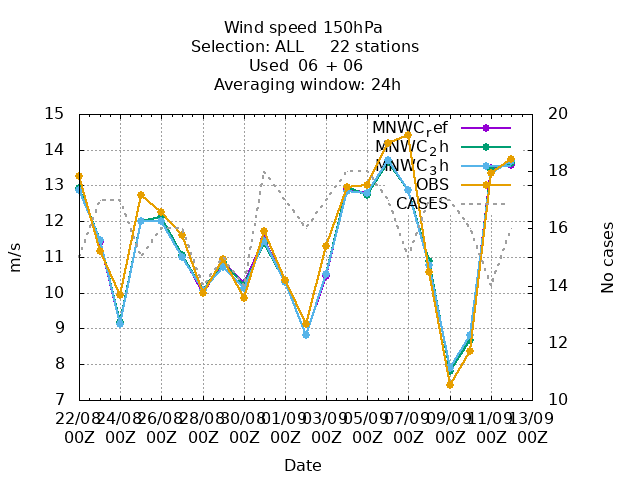 Wind speed 150hPa
Selection: ALL 22 stations
Used 06 + 06
Averaging window: 24h
15
14
13
12
11
10
9
8
7
m/s
20
18
16
14
12
10
No cases
MNWCref
MNWC2h
MNWC3h
OBS
CASES
22/08 24/08 26/08 28/08 30/08 01/09 03/09 05/09 07/09 09/09 11/09 13/09
00Z 00Z 00Z 00Z 00Z 00Z 00Z 00Z 00Z 00Z 00Z 00Z
Date